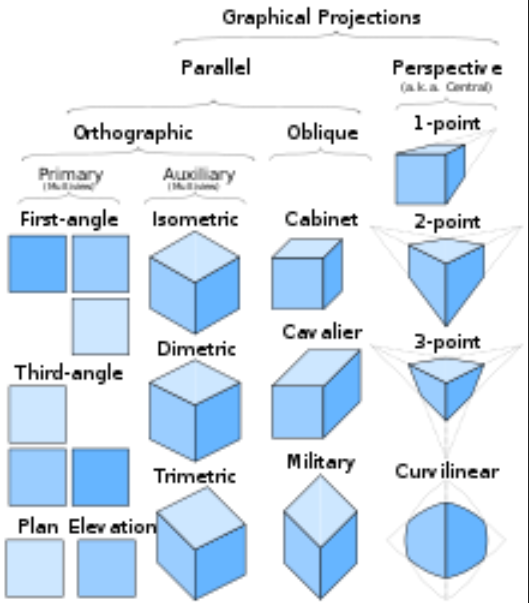 Graphical Projections
Parallel
Perspective
(a.k.a. Central)
Orthographic
Oblique
1-point
Primary
(Multiview)
Auxiliary
(Multiview)
First-angle
Isometric
Cabinet
2-point
Third-angle
Dimetric
Cavalier
3-point
Trimetric
Military
Curvilinear
Plan
Elevation